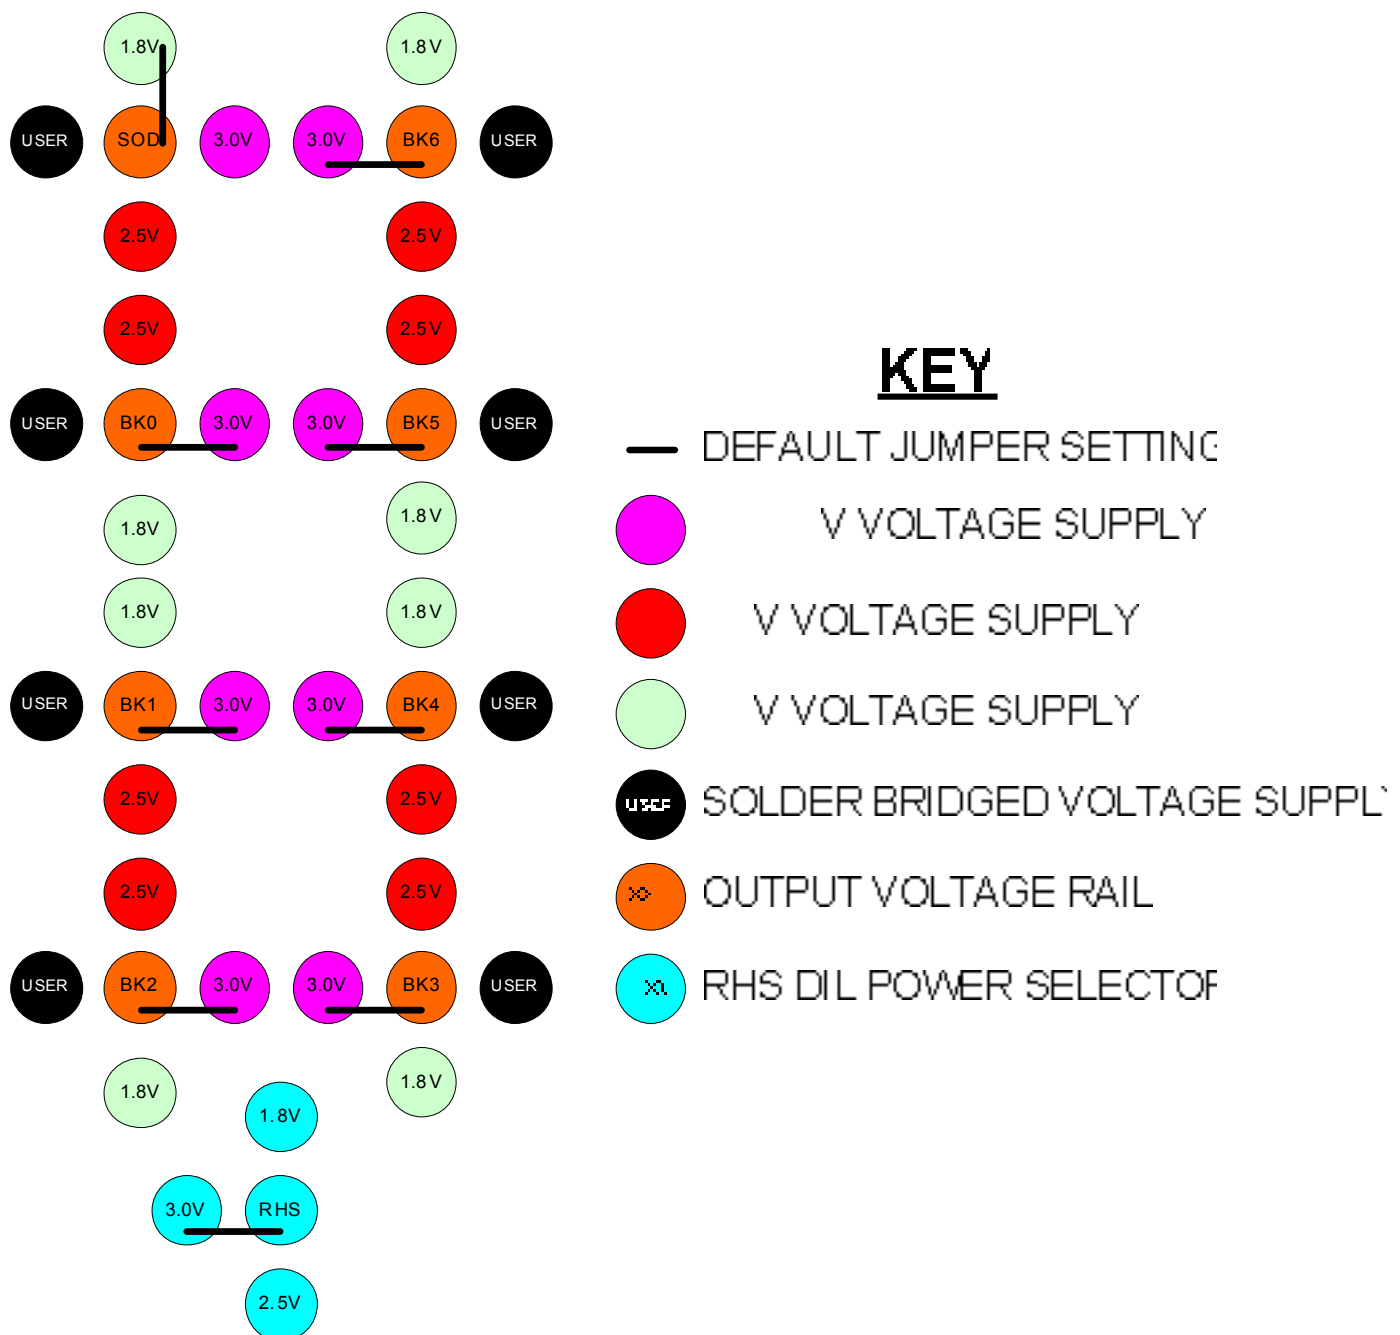 1.8V 1.8V
USER SOD 3.0V 3.0V BK6 USER
2.5V 2.5V
2.5V 2.5V
USER BK0 3.0V 3.0V BK5 USER
1.8V 1.8V
1.8V 1.8V
USER BK1 3.0V 3.0V BK4 USER
2.5V 2.5V
2.5V 2.5V
USER BK2 3.0V 3.0V BK3 USER
1.8V 1.8V
1.8V
3.0V RHS
2.5V
KEY
DEFAULT JUMPER SETTING
V VOLTAGE SUPPLY
V VOLTAGE SUPPLY
V VOLTAGE SUPPLY
SOLDER BRIDGED VOLTAGE SUPPLY
OUTPUT VOLTAGE RAIL
RHS DIL POWER SELECTOR